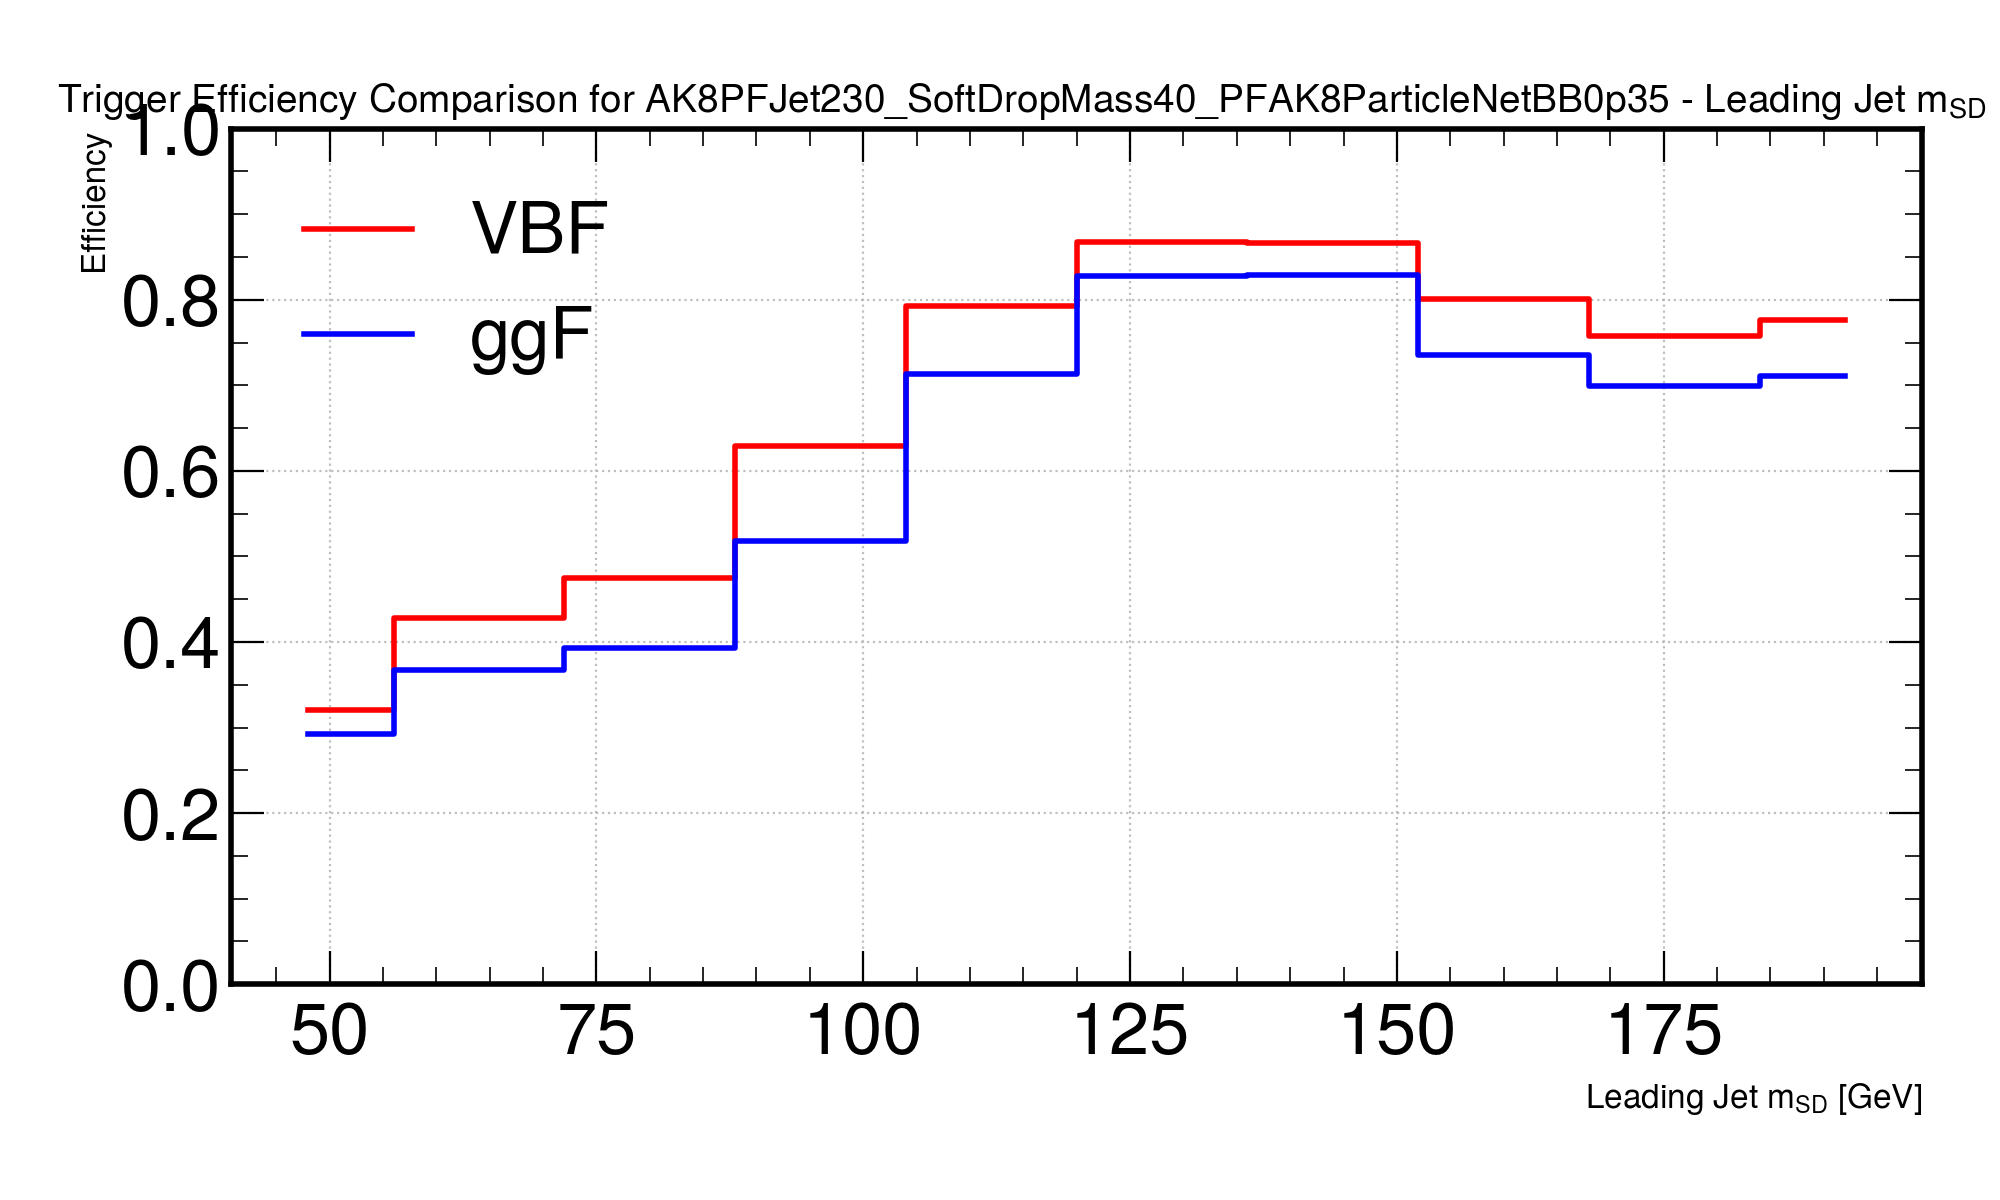 Trigger Efficiency Comparison for AK8PFJet230_SoftDropMass40_PFAK8ParticleNetBB0p35 - Leading Jet mSD
Efficiency
1.0
0.8
0.6
0.4
0.2
0.0
VBF
ggF
50 75 100 125 150 175
Leading Jet mSD [GeV]